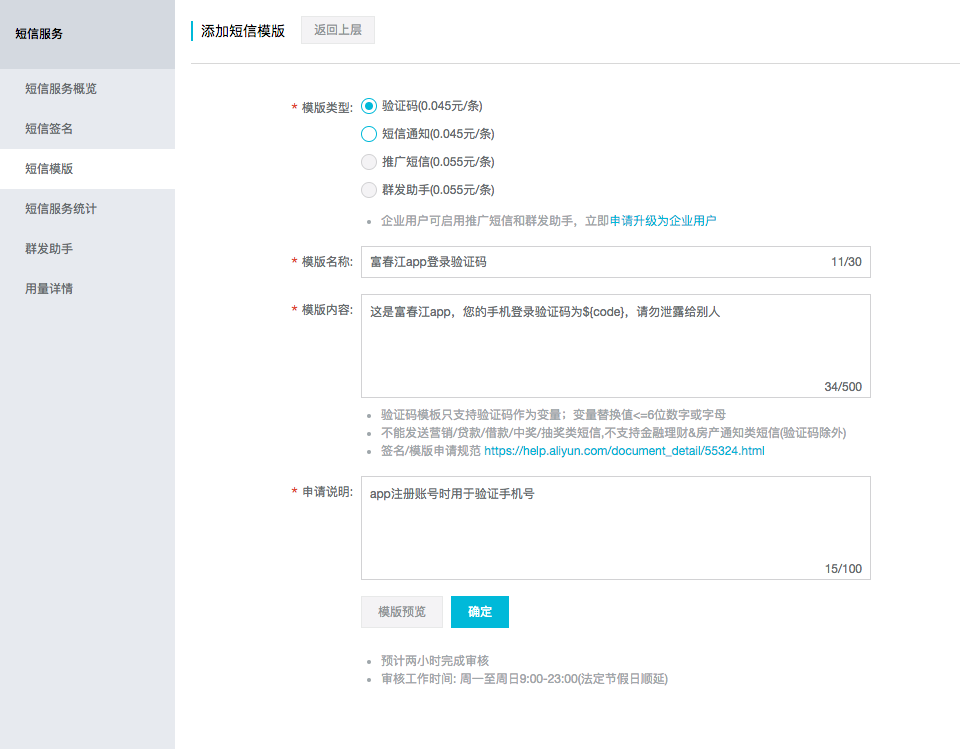 短信服务
短信服务概览
短信签名
短信模版
短信服务统计
群发助手
用量详情
添加短信模版 返回上层
* 模版类型: 验证码(0.045元/条)
短信通知(0.045元/条)
推广短信(0.055元/条)
群发助手(0.055元/条)
企业用户可启用推广短信和群发助手，立即申请升级为企业用户
* 模版名称: 富春江app登录验证码 11/30
* 模版内容: 这是富春江app，您的手机登录验证码为${code}，请勿泄露给别人
34/500
验证码模板只支持验证码作为变量；变量替换值<=6位数字或字母
不能发送营销/贷款/借款/中奖/抽奖类短信,不支持金融理财&房产通知类短信(验证码除外)
签名/模版申请规范 https://help.aliyun.com/document_detail/55324.html
* 申请说明: app注册账号时用于验证手机号
15/100
模版预览 确定
预计两小时完成审核
审核工作时间: 周一至周日9:00-23:00(法定节假日顺延)